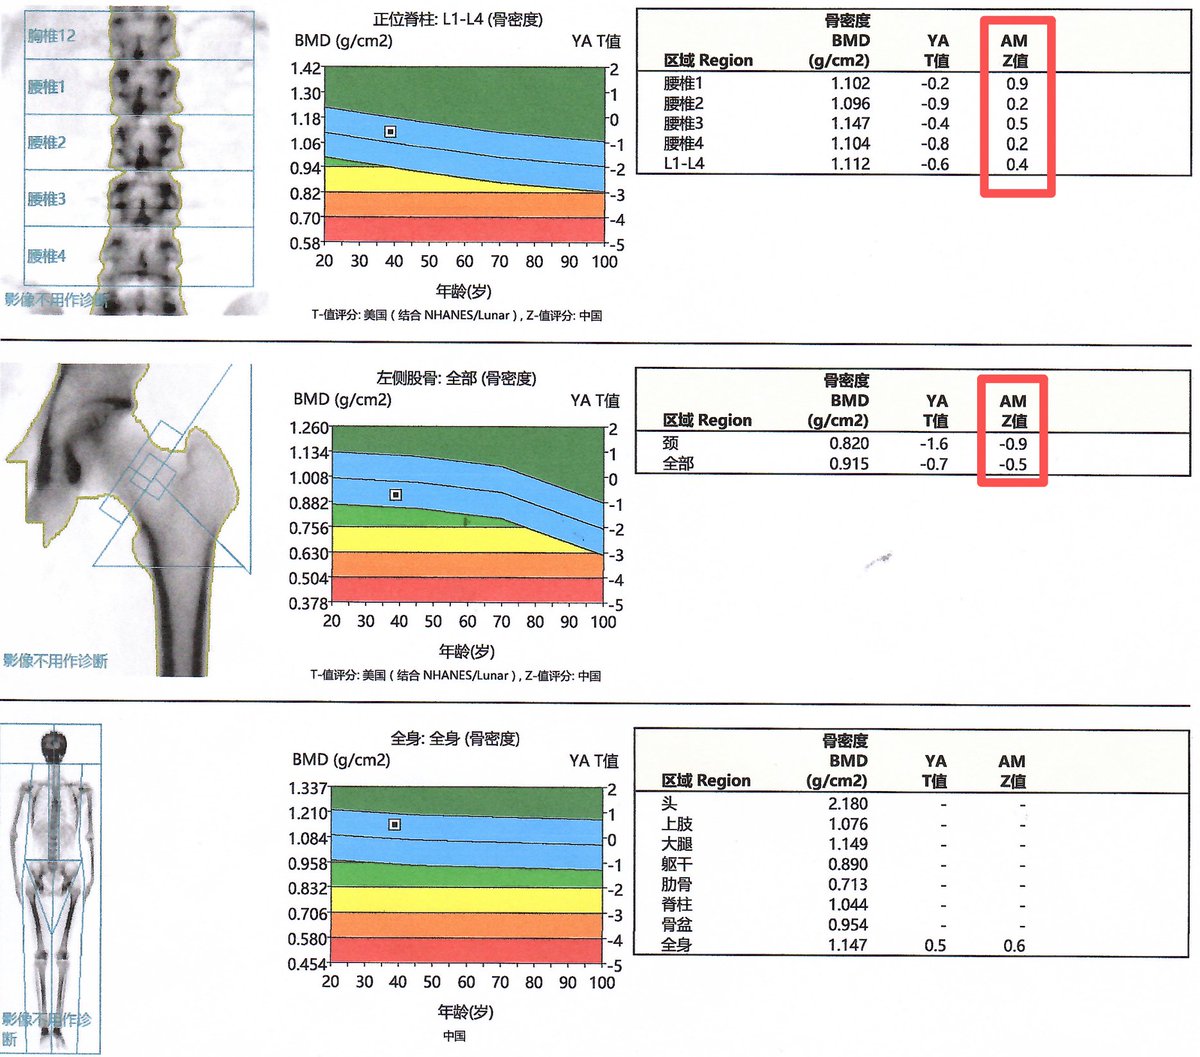 胸椎12
腰椎1
腰椎2
腰椎3
腰椎4
影像不用作诊断
正位脊柱: L1-L4 (骨密度)
BMD (g/cm2) YA T值
1.42 2
1.30 1
1.18 0
1.06 -1
0.94 -2
0.82 -3
0.70 -4
0.58 -5
20 30 40 50 60 70 80 90 100
年龄(岁)
T-值评分: 美国 ( 结合 NHANES/Lunar ) , Z-值评分: 中国
骨密度
BMD YA AM
区域 Region (g/cm2) T值 Z值
腰椎1 1.102 -0.2 0.9
腰椎2 1.096 -0.9 0.2
腰椎3 1.147 -0.4 0.5
腰椎4 1.104 -0.8 0.2
L1-L4 1.112 -0.6 0.4
影像不用作诊断
左侧股骨: 全部 (骨密度)
BMD (g/cm2) YA T值
1.260 2
1.134 1
1.008 0
0.882 -1
0.756 -2
0.630 -3
0.504 -4
0.378 -5
20 30 40 50 60 70 80 90 100
年龄(岁)
T-值评分: 美国 ( 结合 NHANES/Lunar ) , Z-值评分: 中国
骨密度
BMD YA AM
区域 Region (g/cm2) T值 Z值
颈 0.820 -1.6 -0.9
全部 0.915 -0.7 -0.5
影像不用作诊
断
全身: 全身 (骨密度)
BMD (g/cm2) YA T值
1.337 2
1.210 1
1.084 0
0.958 -1
0.832 -2
0.706 -3
0.580 -4
0.454 -5
20 30 40 50 60 70 80 90 100
年龄(岁)
中国
骨密度
BMD YA AM
区域 Region (g/cm2) T值 Z值
头 2.180 - -
上肢 1.076 - -
大腿 1.149 - -
躯干 0.890 - -
肋骨 0.713 - -
脊柱 1.044 - -
骨盆 0.954 - -
全身 1.147 0.5 0.6